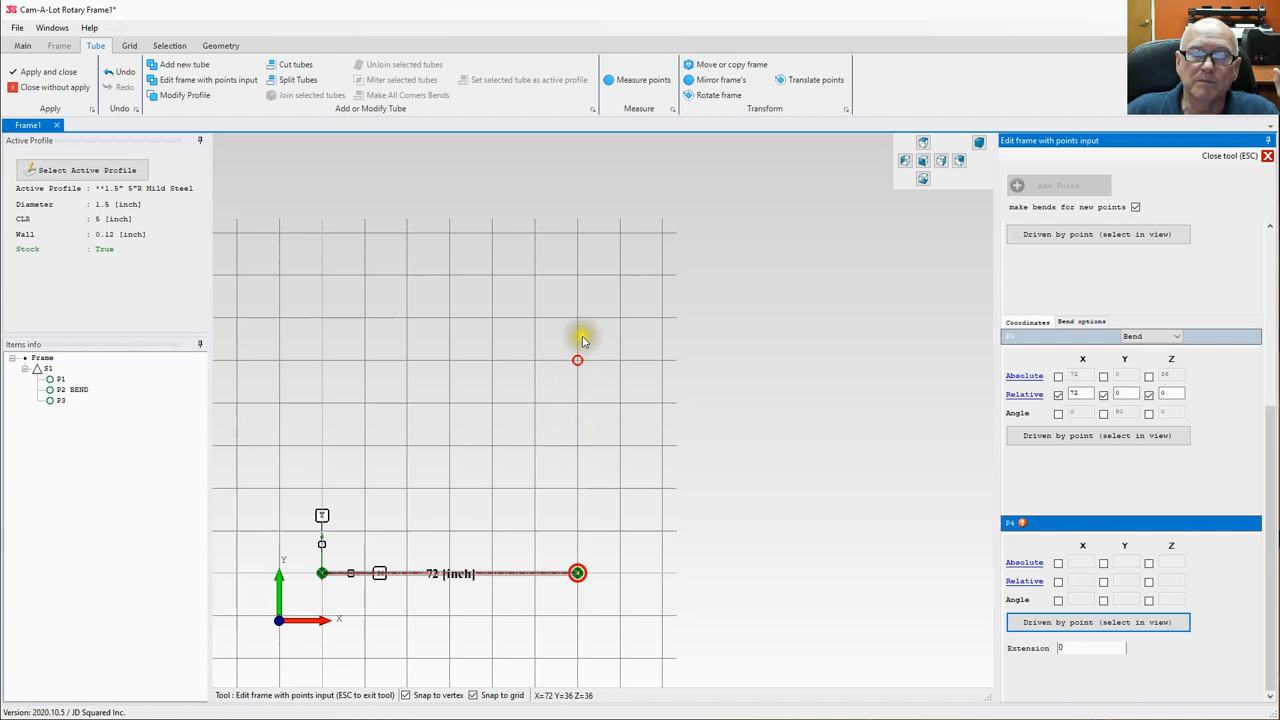 Cam-A-Lot Rotary Frame1*
File Windows Help
Main Frame Tube Grid Selection Geometry
Apply and close
Close without apply
Apply
Undo
Redo
Undo
Add new tube
Edit frame with points input
Modify Profile
Cut tubes
Split Tubes
Join selected tubes
UnJoin selected tubes
Miter selected tubes
Make All Corners Bends
Set selected tube as active profile
Add or Modify Tube
Measure points
Measure
Move or copy frame
Mirror frame's
Rotate frame
Translate points
Transform
Frame1
Active Profile
Select Active Profile
Active Profile : **1.5" 5"R Mild Steel
Diameter : 1.5 [inch]
CLR : 5 [inch]
Wall : 0.12 [inch]
Stock : True
Items info
Frame
S1
P1
P2 BEND
P3
Y
Y
X
72 [inch]
Tool : Edit frame with points input (ESC to exit tool) Snap to vertex Snap to grid X=72 Y=36 Z=36
Edit frame with points input
Close tool (ESC)
Add Point
make bends for new points
Driven by point (select in view)
Coordinates Bend options
P3 Bend
X Y Z
Absolute 72 0 36
Relative 72 0 0
Angle 0 90 0
Driven by point (select in view)
P4
X Y Z
Absolute
Relative
Angle
Driven by point (select in view)
Extension 0
Version: 2020.10.5 / JD Squared Inc.